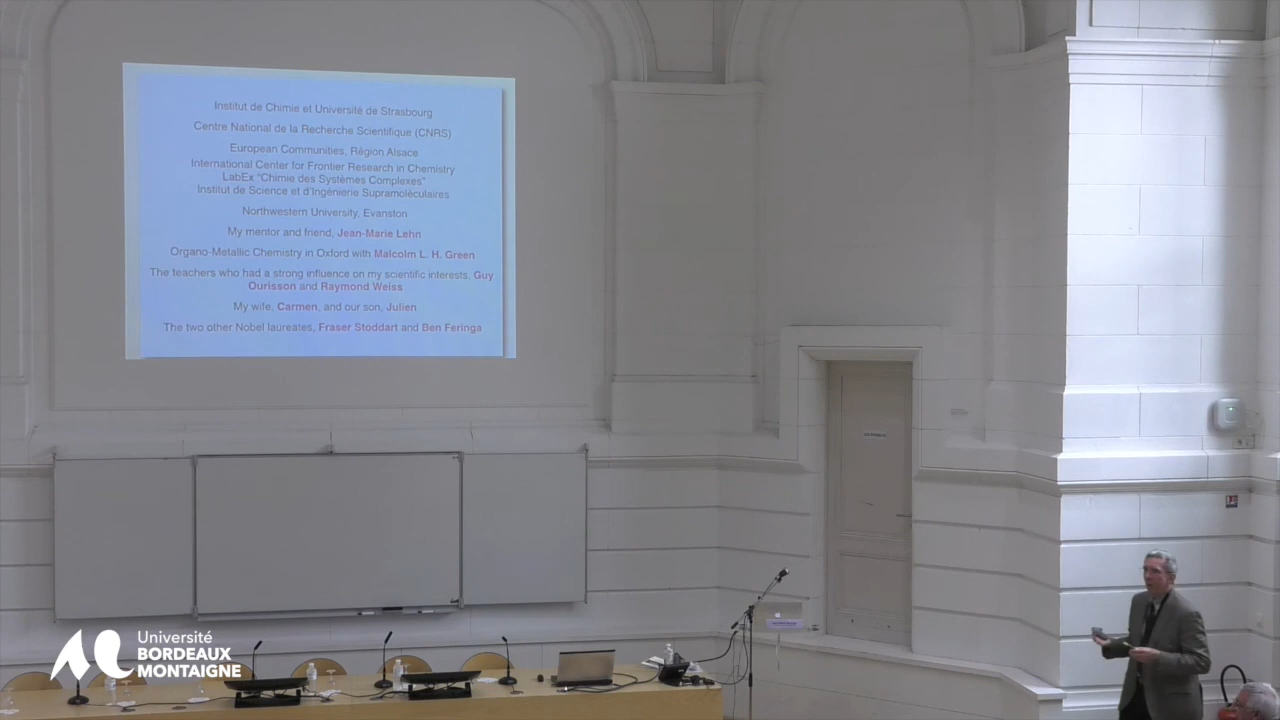 Institut de Chimie et Université de Strasbourg
Centre National de la Recherche Scientifique (CNRS)
European Communities, Région Alsace
International Center for Frontier Research in Chemistry
LabEx "Chimie des Systèmes Complexes"
Institut de Science et d'Ingénierie Supramoléculaires
Northwestern University, Evanston
My mentor and friend, Jean-Marie Lehn
Organo-Metallic Chemistry in Oxford with Malcolm L. H. Green
The teachers who had a strong influence on my scientific interests, Guy
Ourisson and Raymond Weiss
My wife, Carmen, and our son, Julien
The two other Nobel laureates, Fraser Stoddart and Ben Feringa
Université
BORDEAUX
MONTAIGNE